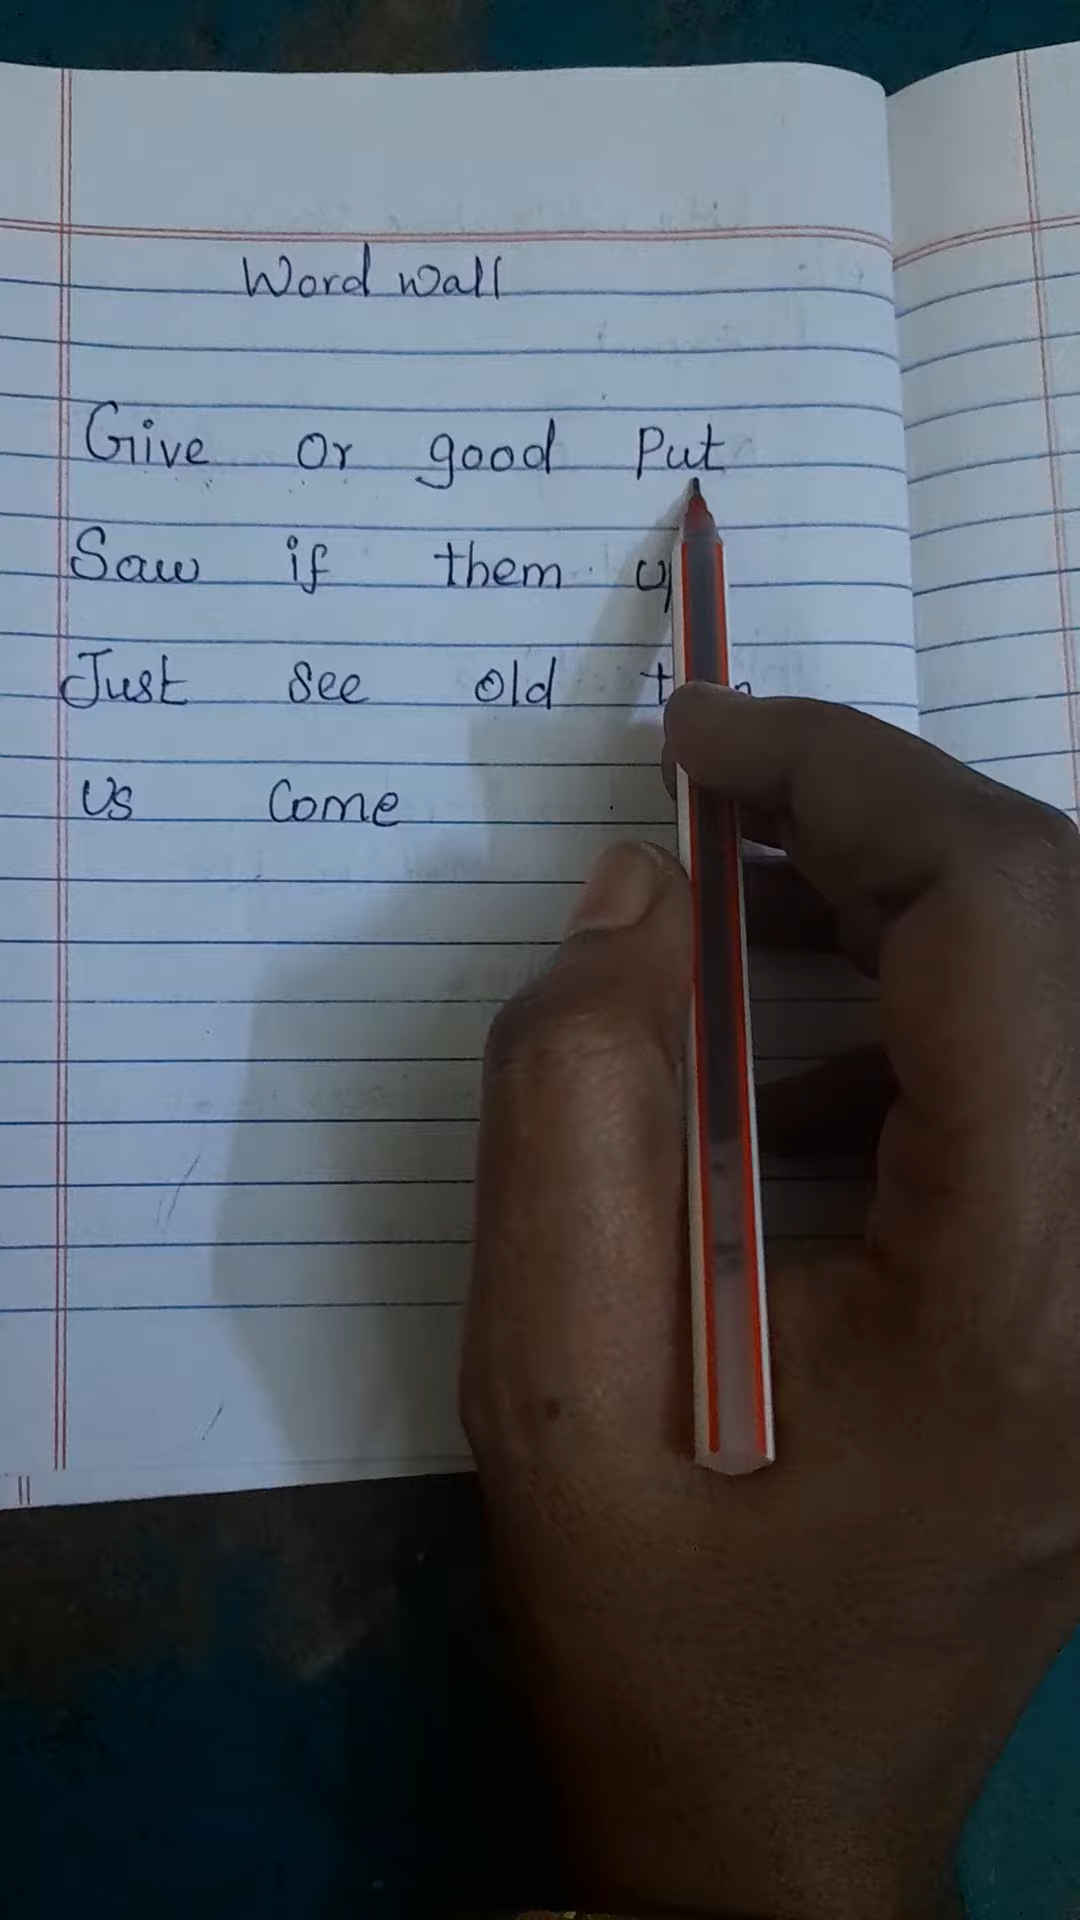 Word wall
Give or good Put
Saw if them
Just see old
Us Come